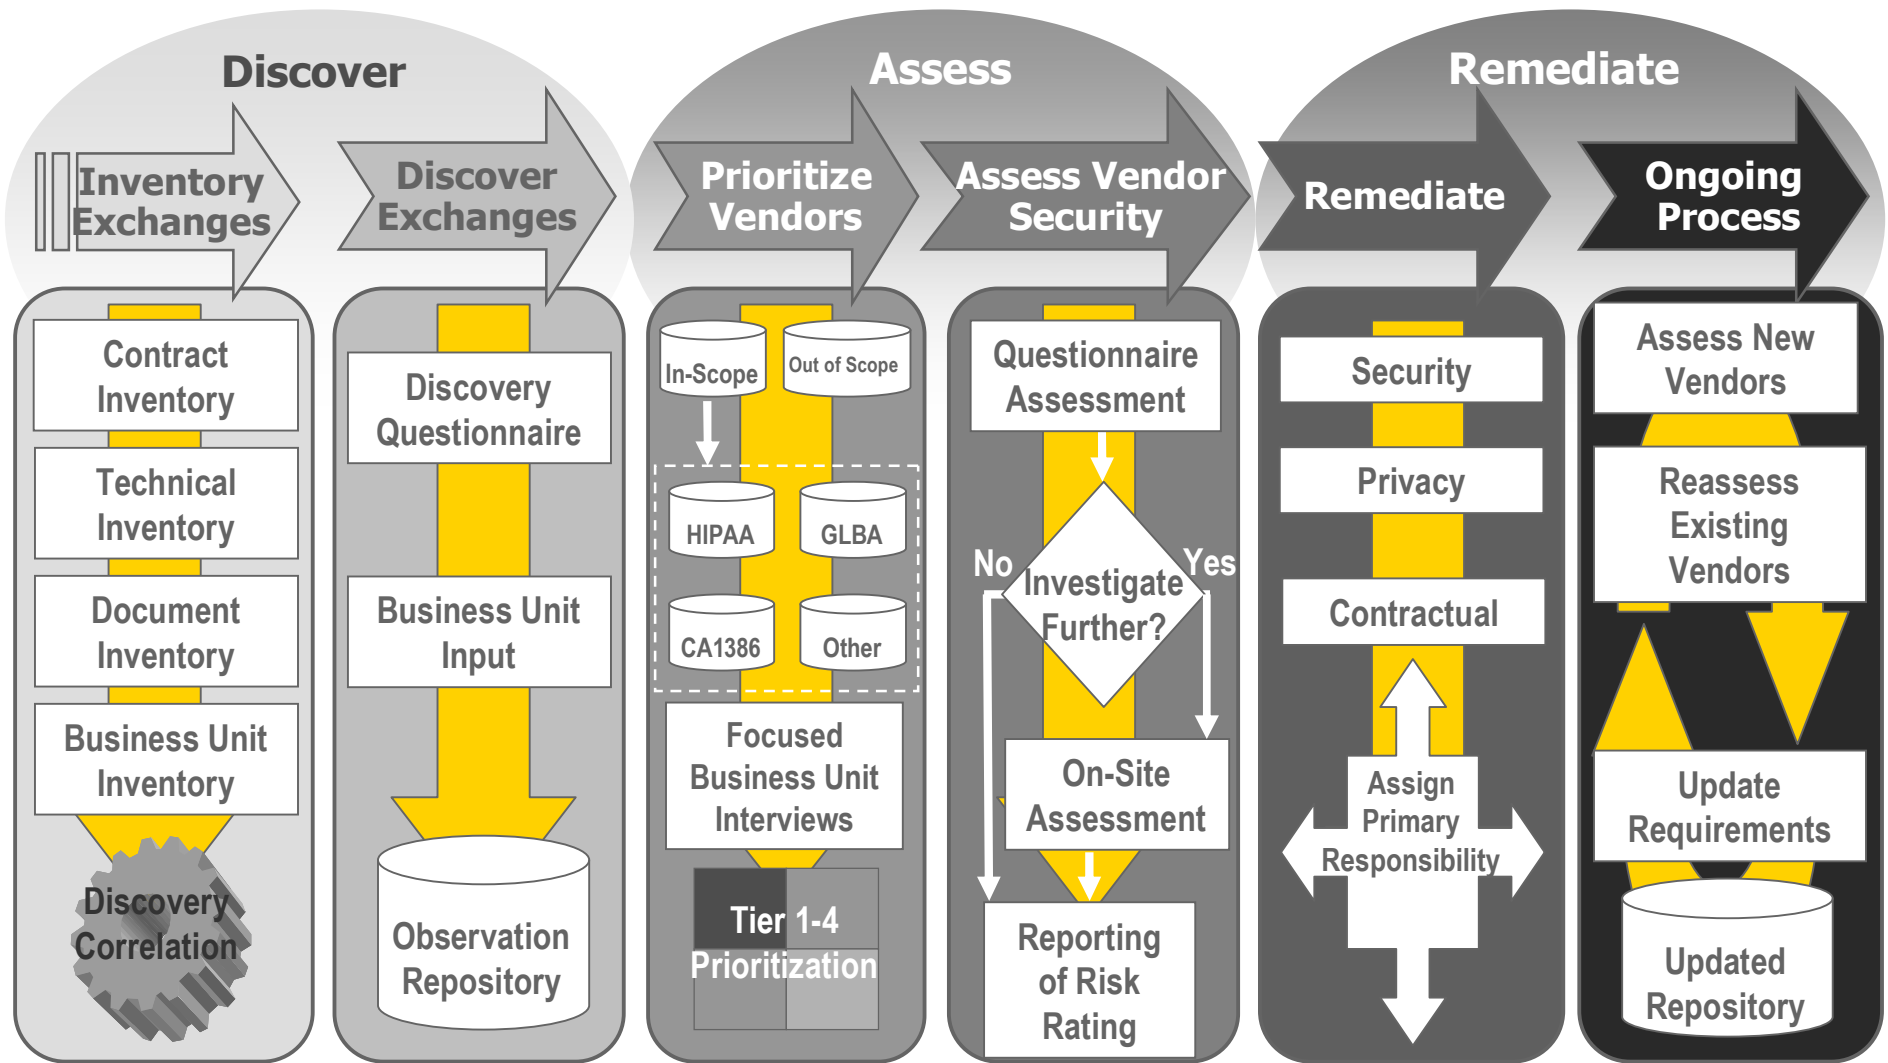 Discover
Assess
Remediate
Inventory
Exchanges
Discover
Exchanges
Prioritize
Vendors
Assess Vendor
Security
Remediate
Ongoing
Process
Contract
Inventory
Technical
Inventory
Document
Inventory
Business Unit
Inventory
Discovery
Correlation
Discovery
Questionnaire
Business Unit
Input
Observation
Repository
In-Scope
Out of Scope
HIPAA
GLBA
CA1386
Other
Focused
Business Unit
Interviews
Tier 1-4
Prioritization
Questionnaire
Assessment
No
Yes
Investigate
Further?
On-Site
Assessment
Reporting
of Risk
Rating
Security
Privacy
Contractual
Assign
Primary
Responsibility
Assess New
Vendors
Reassess
Existing
Vendors
Update
Requirements
Updated
Repository